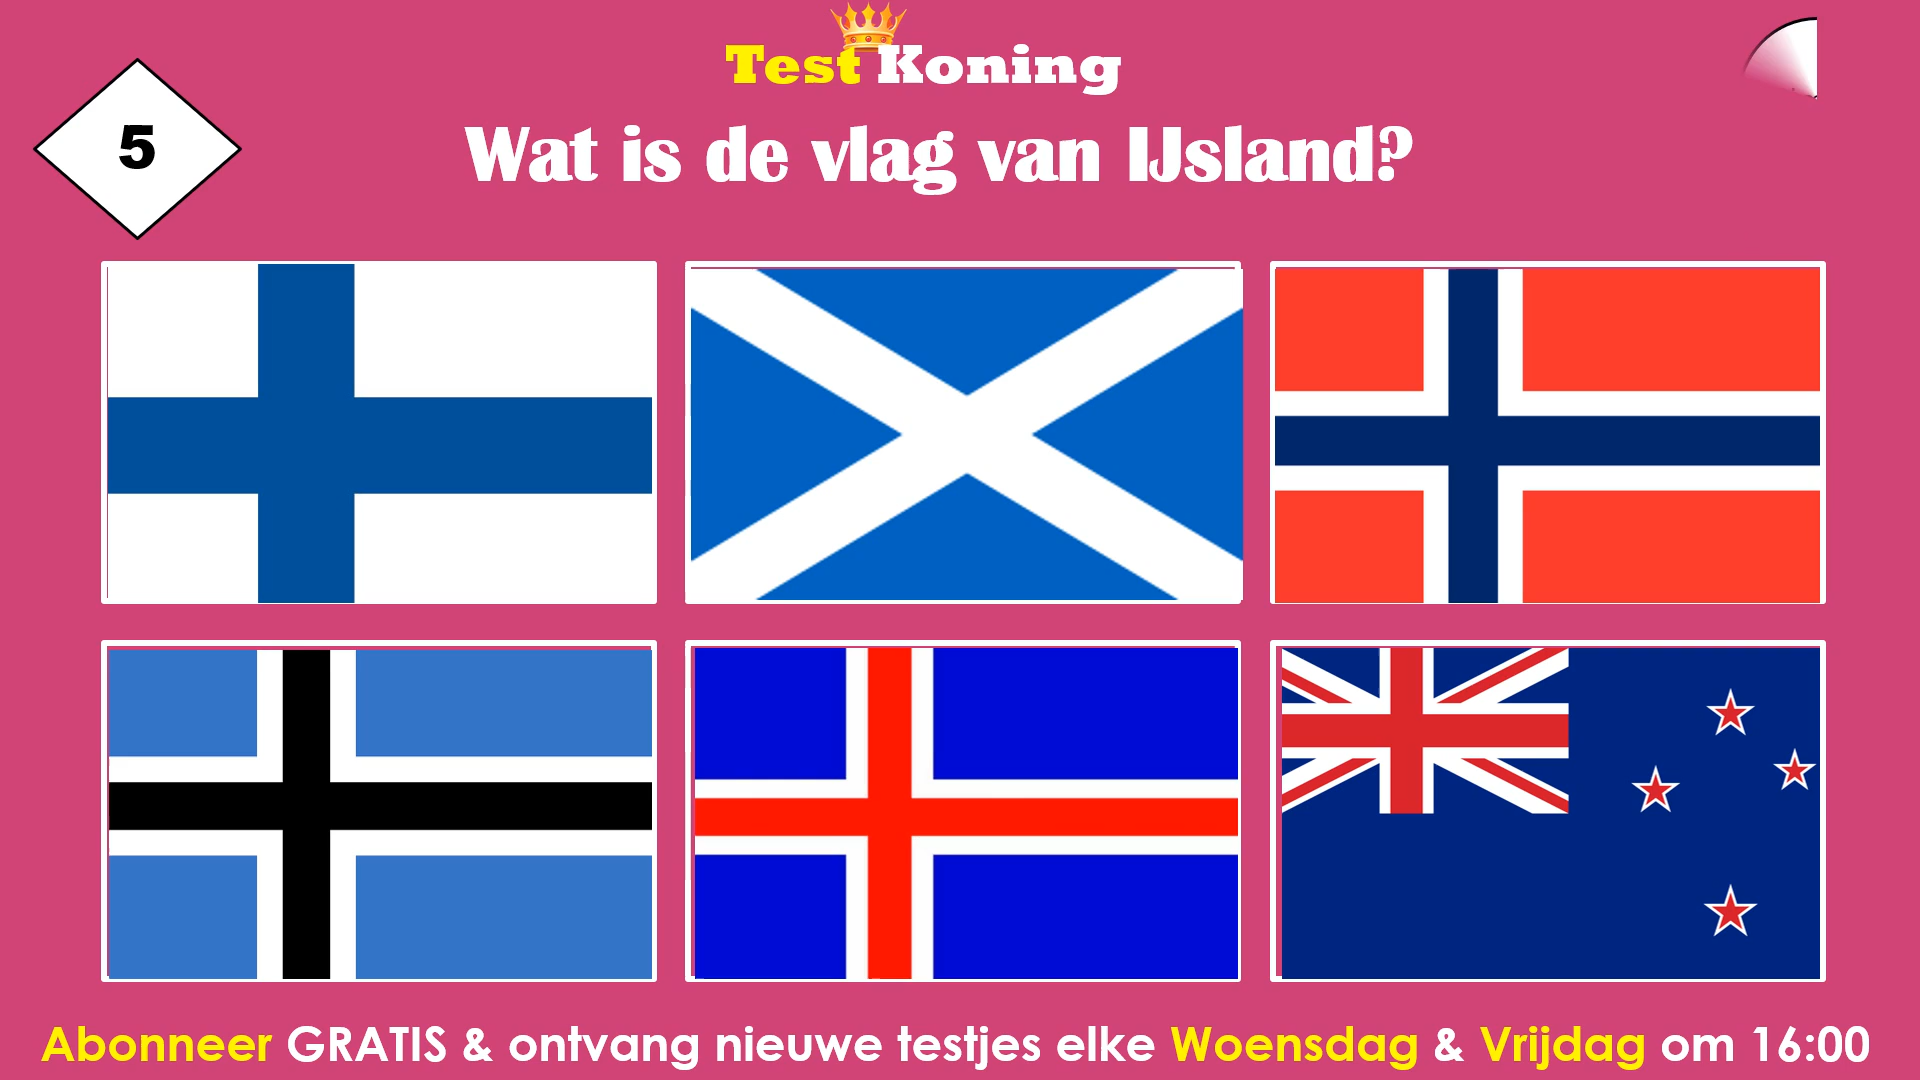 Test Koning
5
Wat is de vlag van IJsland?
Abonneer GRATIS & ontvang nieuwe testjes elke Woensdag & Vrijdag om 16:00